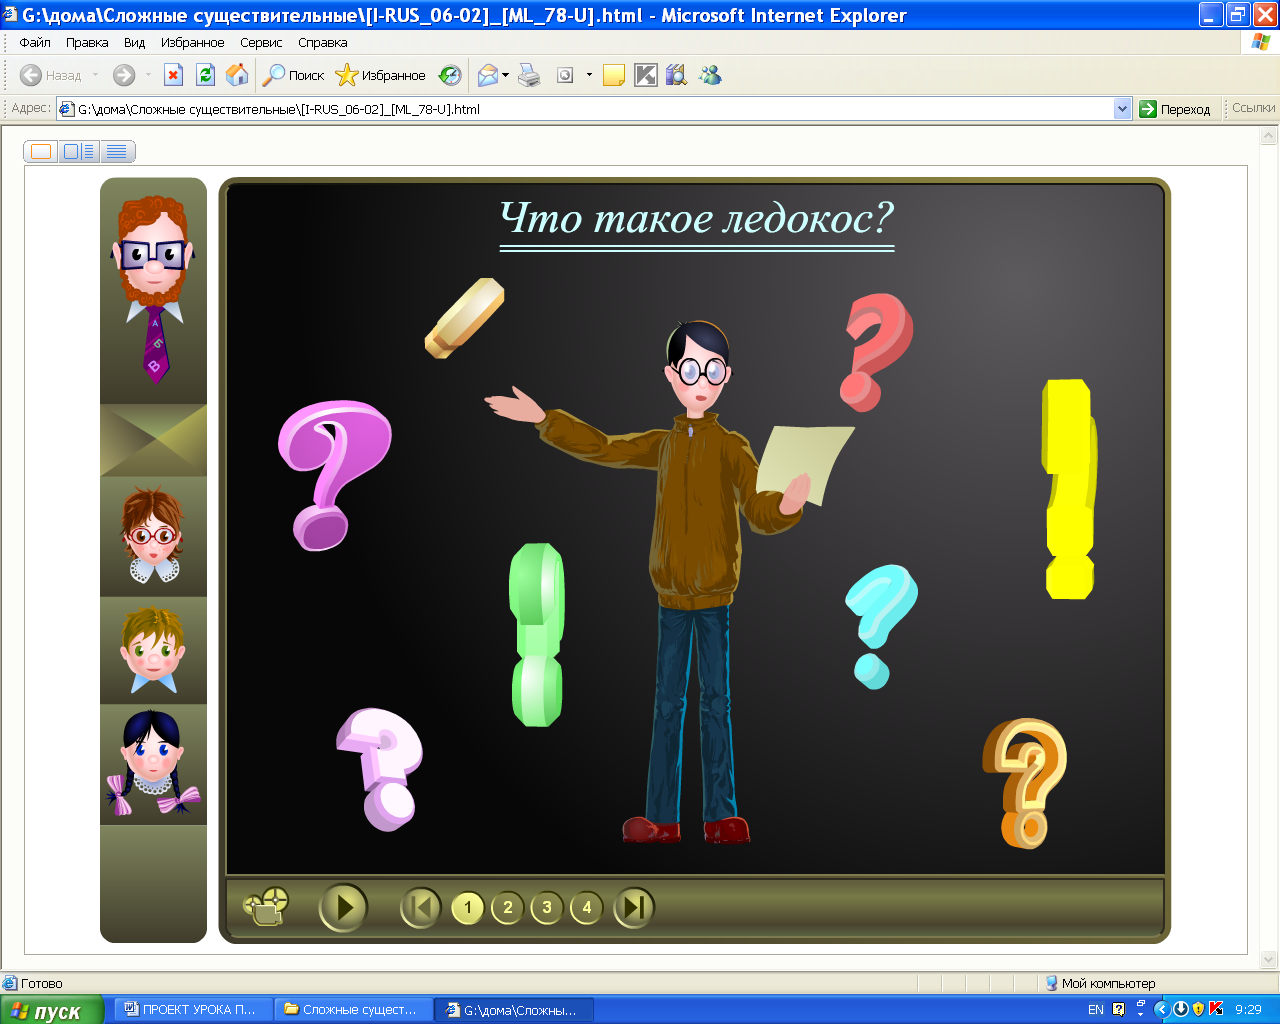 G:\дома\Сложные существительные\[I-RUS_06-02]_[ML_78-U].html - Microsoft Internet Explorer
Файл Правка Вид Избранное Сервис Справка
Назад Поиск Избранное
Адрес: G:\дома\Сложные существительные\[I-RUS_06-02]_[ML_78-U].html Переход Ссылки
Что такое ледокос?
А
Б
В
1 2 3 4
Готово Мой компьютер
пуск ПРОЕКТ УРОКА П... Сложные сущест... G:\дома\Сложны... EN 9:29